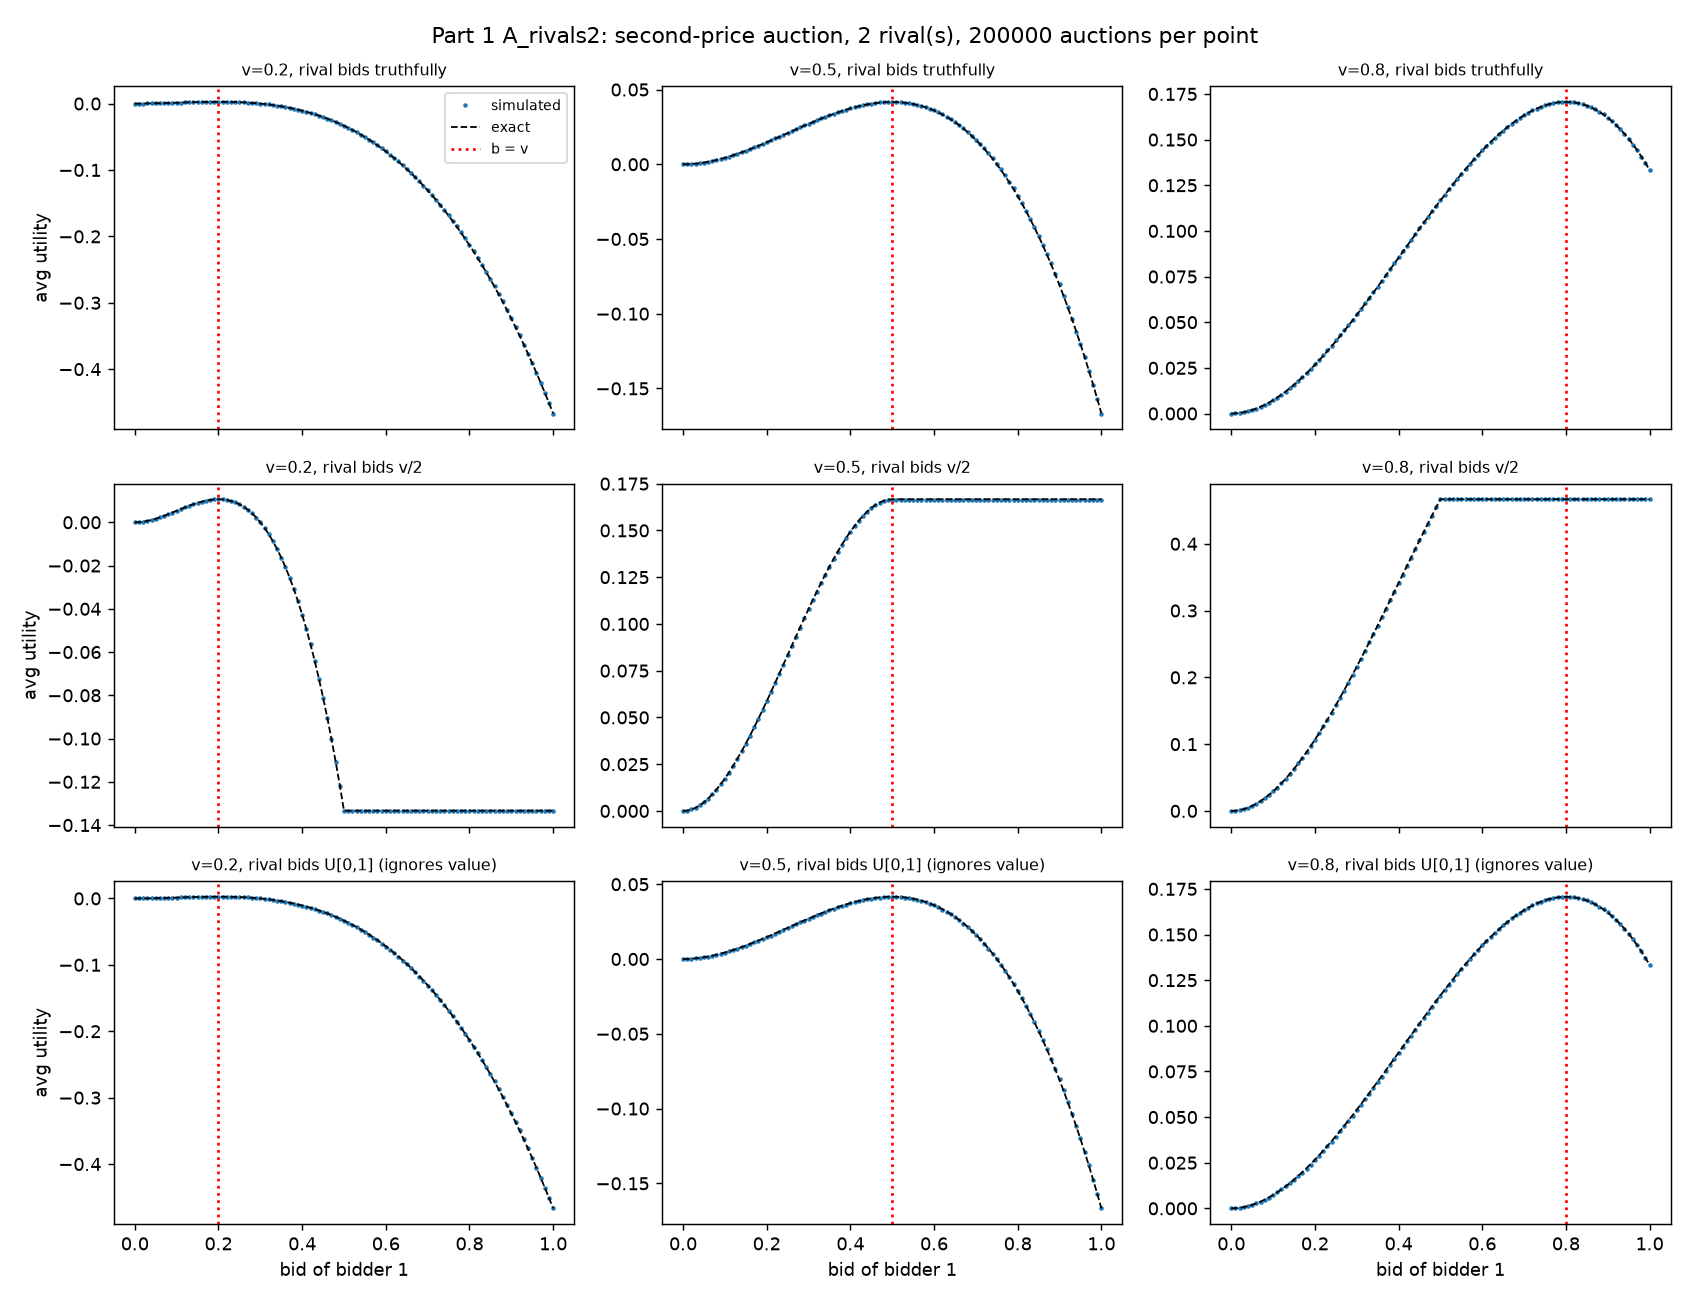 Part 1 A_rivals2: second-price auction, 2 rival(s), 200000 auctions per point
v=0.2, rival bids truthfully
v=0.5, rival bids truthfully
v=0.8, rival bids truthfully
simulated
exact
b = v
avg utility
0.0
−0.1
−0.2
−0.3
−0.4
0.05
0.00
−0.05
−0.10
−0.15
0.175
0.150
0.125
0.100
0.075
0.050
0.025
0.000
v=0.2, rival bids v/2
v=0.5, rival bids v/2
v=0.8, rival bids v/2
avg utility
0.00
−0.02
−0.04
−0.06
−0.08
−0.10
−0.12
−0.14
0.175
0.150
0.125
0.100
0.075
0.050
0.025
0.000
0.4
0.3
0.2
0.1
0.0
v=0.2, rival bids U[0,1] (ignores value)
v=0.5, rival bids U[0,1] (ignores value)
v=0.8, rival bids U[0,1] (ignores value)
avg utility
0.0
−0.1
−0.2
−0.3
−0.4
0.05
0.00
−0.05
−0.10
−0.15
0.175
0.150
0.125
0.100
0.075
0.050
0.025
0.000
0.0 0.2 0.4 0.6 0.8 1.0
0.0 0.2 0.4 0.6 0.8 1.0
0.0 0.2 0.4 0.6 0.8 1.0
bid of bidder 1
bid of bidder 1
bid of bidder 1